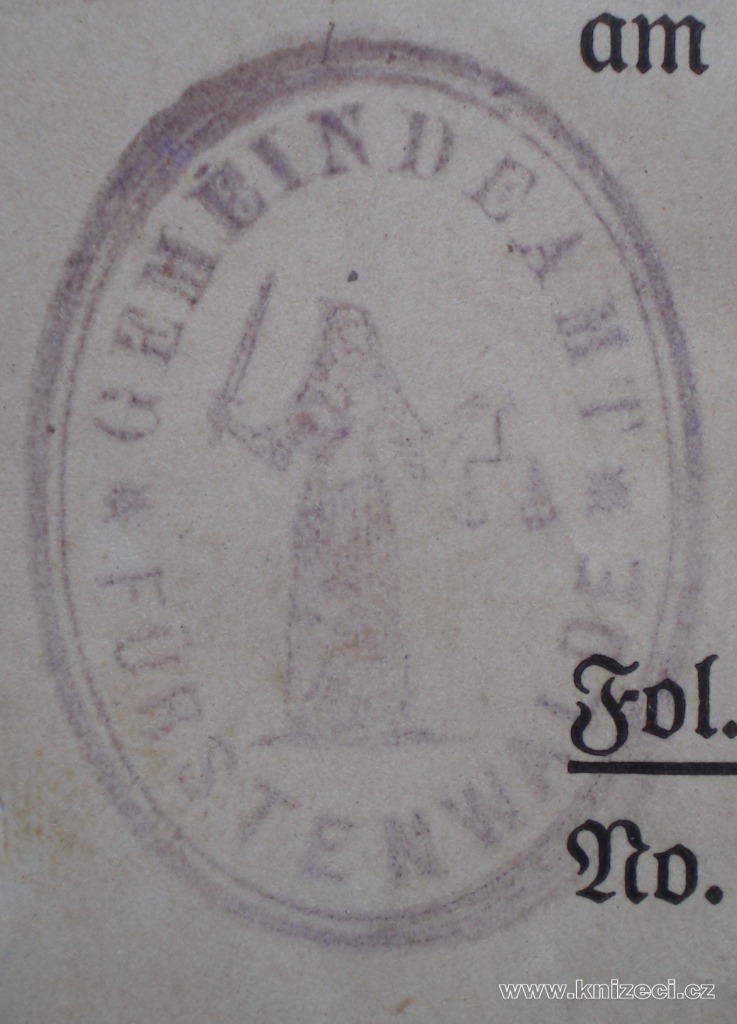 am
* GEMEINDEAMT *
FÜRSTENWALDE
Fol.
No.
www.knizeci.cz